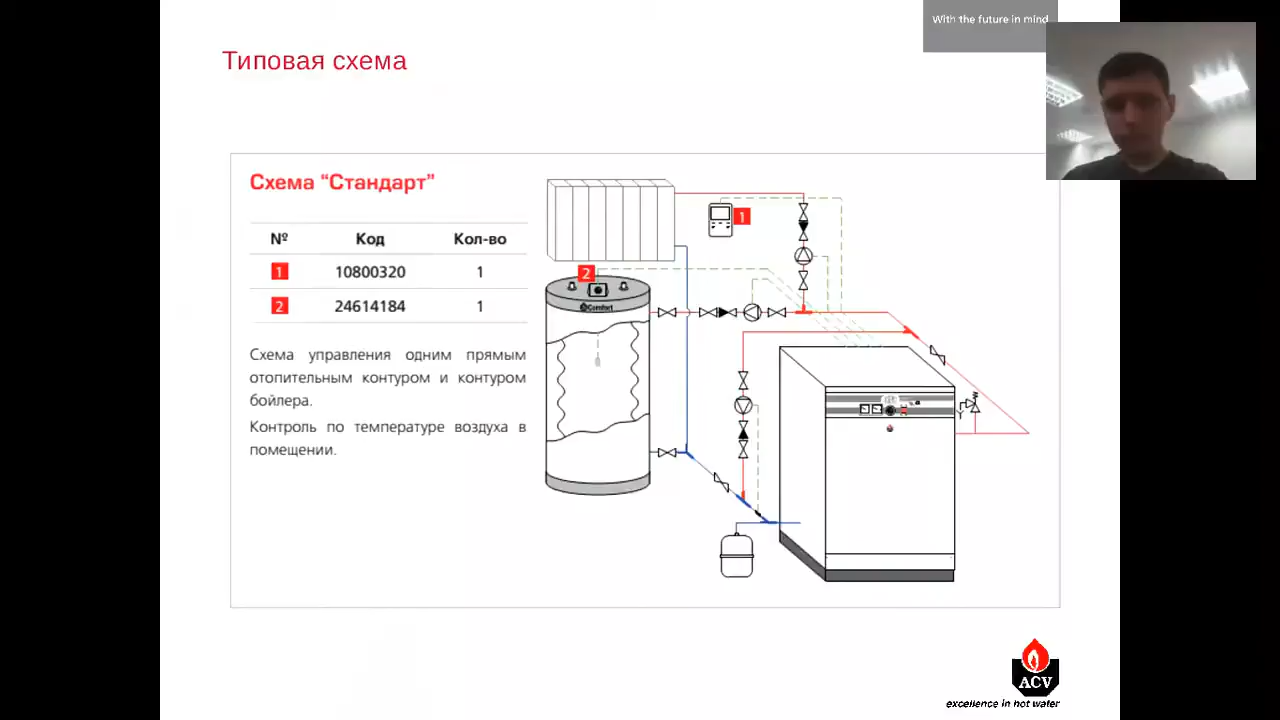 With the future in mind
Типовая схема
Схема “Стандарт”
№ Код Кол-во
1 10800320 1
2 24614184 1
Схема управления одним прямым
отопительным контуром и контуром
бойлера.
Контроль по температуре воздуха в
помещении.
1
2
Comfort
ACV
excellence in hot water